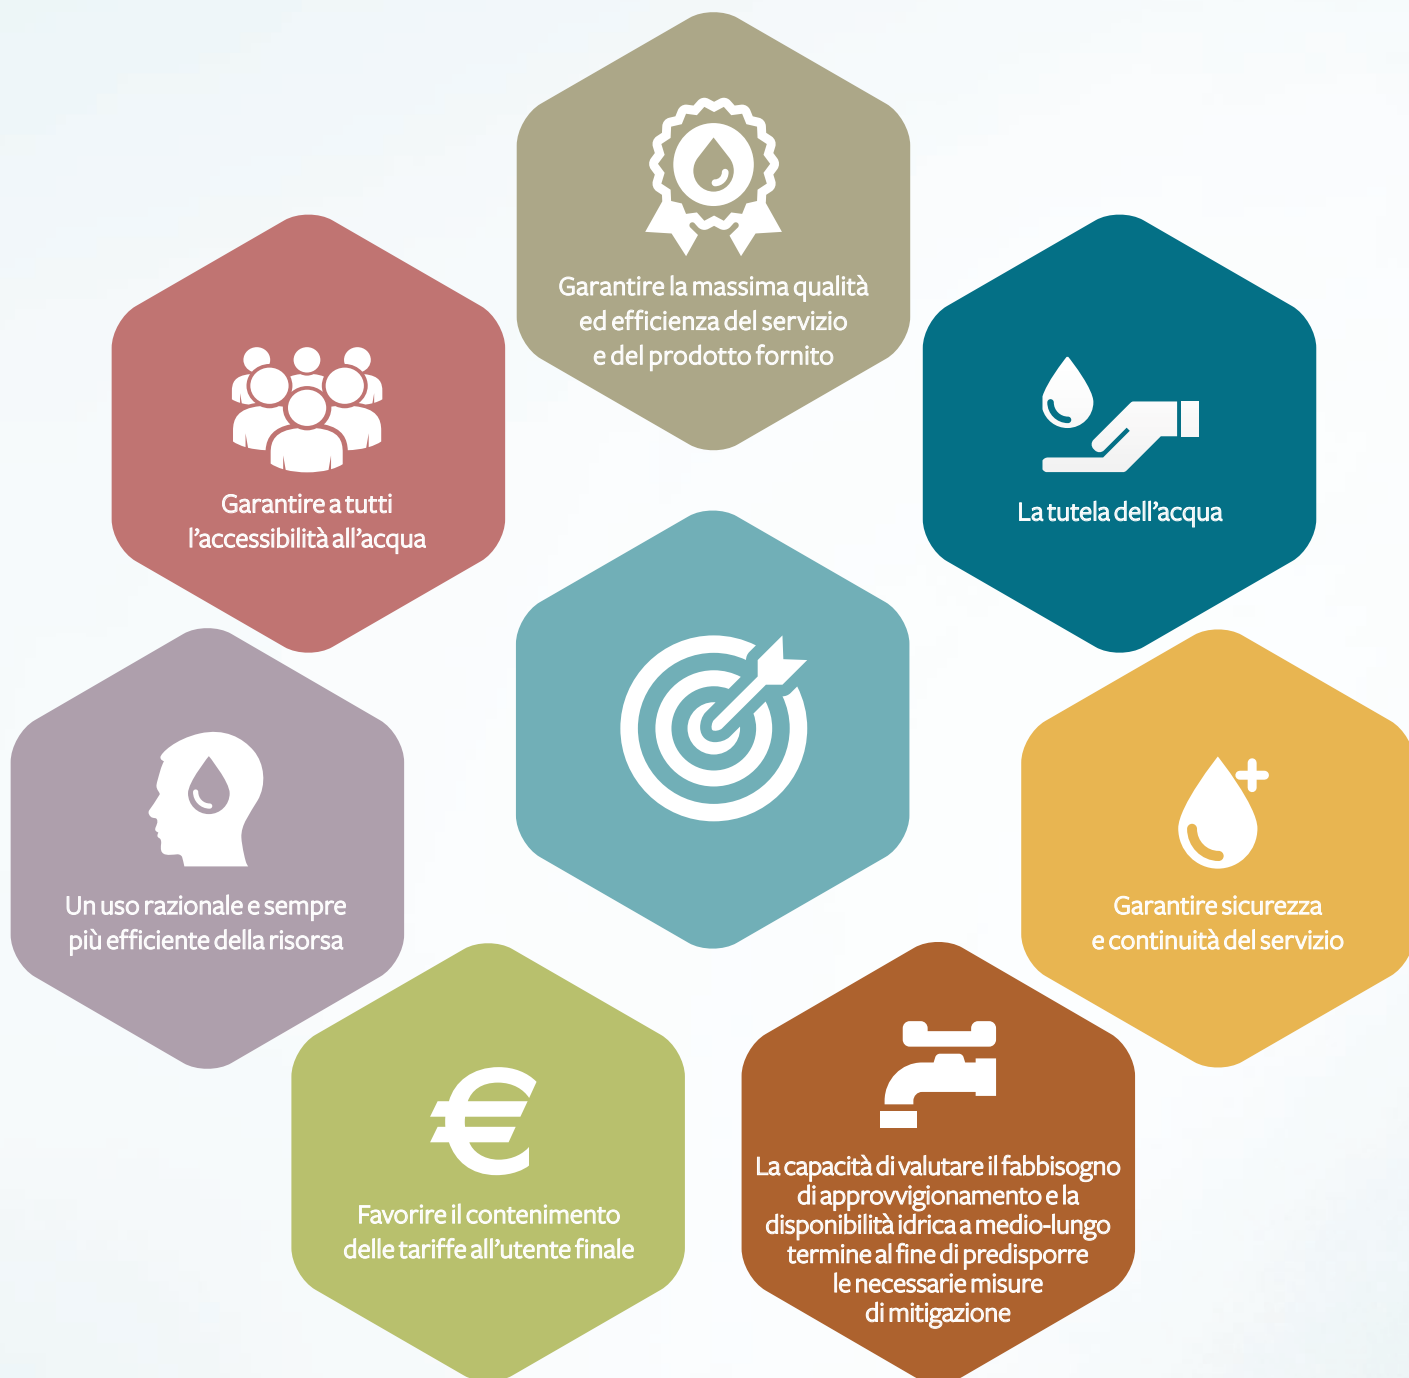 Garantire la massima qualità
ed efficienza del servizio
e del prodotto fornito
Garantire a tutti
l’accessibilità all’acqua
La tutela dell’acqua
Un uso razionale e sempre
più efficiente della risorsa
Garantire sicurezza
e continuità del servizio
Favorire il contenimento
delle tariffe all’utente finale
La capacità di valutare il fabbisogno
di approvvigionamento e la
disponibilità idrica a medio-lungo
termine al fine di predisporre
le necessarie misure
di mitigazione